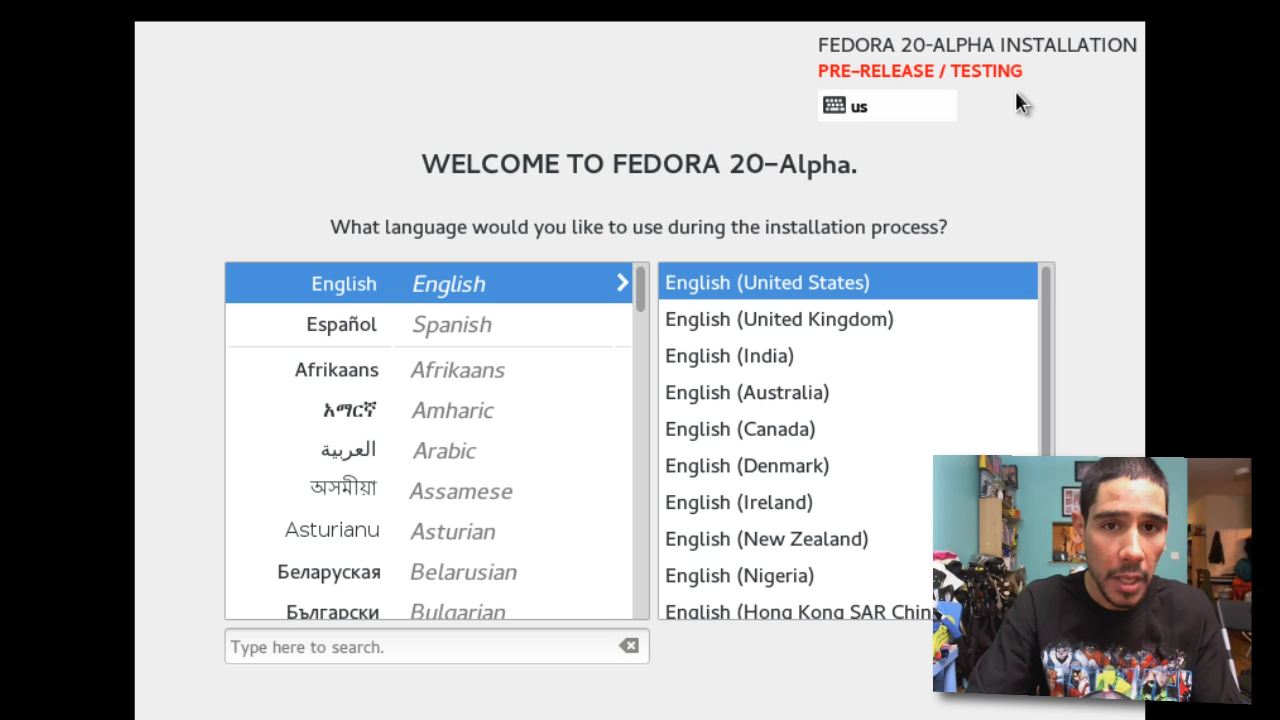 FEDORA 20-ALPHA INSTALLATION
PRE-RELEASE / TESTING
us
WELCOME TO FEDORA 20-Alpha.
What language would you like to use during the installation process?
English English
Español Spanish
Afrikaans Afrikaans
አማርኛ Amharic
العربية Arabic
অসমীয়া Assamese
Asturianu Asturian
Беларуская Belarusian
Български Bulgarian
English (United States)
English (United Kingdom)
English (India)
English (Australia)
English (Canada)
English (Denmark)
English (Ireland)
English (New Zealand)
English (Nigeria)
English (Hong Kong SAR Chin
Type here to search.